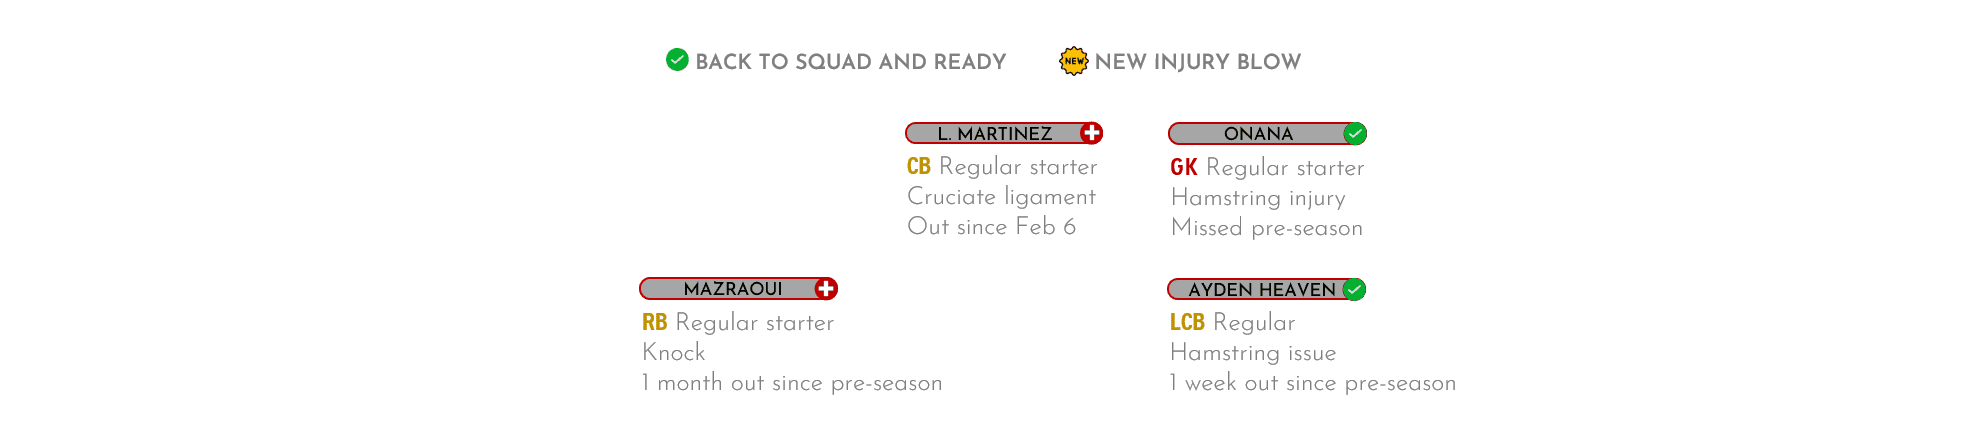 BACK TO SQUAD AND READY
NEW NEW INJURY BLOW
L. MARTINEZ
CB Regular starter
Cruciate ligament
Out since Feb 6
ONANA
GK Regular starter
Hamstring injury
Missed pre-season
MAZRAOUI
RB Regular starter
Knock
1 month out since pre-season
AYDEN HEAVEN
LCB Regular
Hamstring issue
1 week out since pre-season